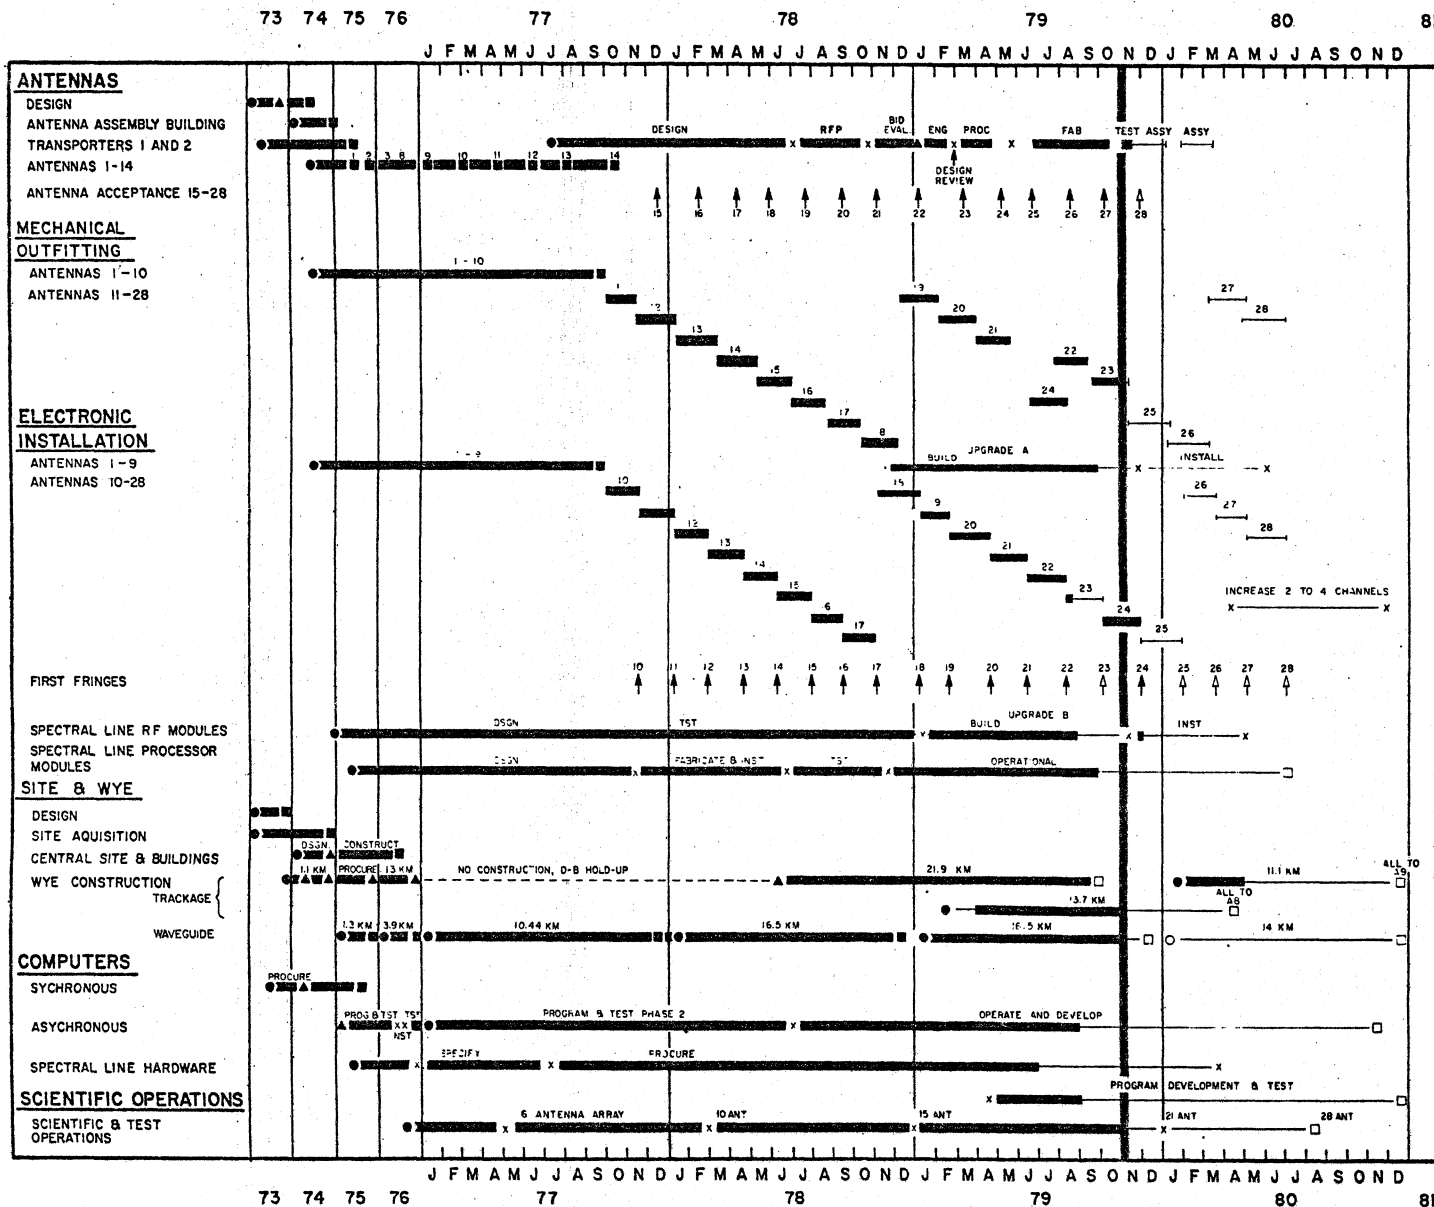 73 74 75 76 77 78 79 80
J F M A M J J A S O N D J F M A M J J A S O N D J F M A M J J A S O N D J F M A M J J A S O N D
ANTENNAS
DESIGN
ANTENNA ASSEMBLY BUILDING
TRANSPORTERS 1 AND 2
DESIGN RFP BID EVAL. ENG PROC FAB TEST ASSY ASSY
ANTENNAS 1-14
1 2 3 8 9 10 11 12 13 14
DESIGN REVIEW
ANTENNA ACCEPTANCE 15-28
15 16 17 18 19 20 21 22 23 24 25 26 27 28
MECHANICAL
OUTFITTING
ANTENNAS 1-10
1 - 10
ANTENNAS 11-28
1 19 27
12 20 28
13 21
14 22
15 23
16 24
17 25
8 26
ELECTRONIC
INSTALLATION
ANTENNAS 1-9
BUILD UPGRADE A INSTALL
ANTENNAS 10-28
10 15 26
9 27
12 20 28
13 21
14 22
15 23
INCREASE 2 TO 4 CHANNELS
6 24
17 25
FIRST FRINGES
10 11 12 13 14 15 16 17 18 19 20 21 22 23 24 25 26 27 28
SPECTRAL LINE RF MODULES
DSGN TST BUILD UPGRADE B INST
SPECTRAL LINE PROCESSOR
MODULES
DSGN FABRICATE & INST TST OPERATIONAL
SITE & WYE
DESIGN
SITE AQUISITION
CENTRAL SITE & BUILDINGS
DSGN. CONSTRUCT
WYE CONSTRUCTION
TRACKAGE
1.1 KM PROCURE 1.3 KM NO CONSTRUCTION, D-B HOLD-UP 21.9 KM 11.1 KM ALL TO A9
13.7 KM ALL TO A8
WAVEGUIDE
1.3 KM 3.9 KM 10.44 KM 16.5 KM 16.5 KM 14 KM
COMPUTERS
SYCHRONOUS
PROCURE
ASYCHRONOUS
PROG & TST TST NST PROGRAM & TEST PHASE 2 OPERATE AND DEVELOP
SPECTRAL LINE HARDWARE
SPECIFY PROCURE
SCIENTIFIC OPERATIONS
PROGRAM DEVELOPMENT & TEST
SCIENTIFIC & TEST
OPERATIONS
6 ANTENNA ARRAY 10 ANT 15 ANT 21 ANT 28 ANT
J F M A M J J A S O N D J F M A M J J A S O N D J F M A M J J A S O N D J F M A M J J A S O N D
73 74 75 76 77 78 79 80 81